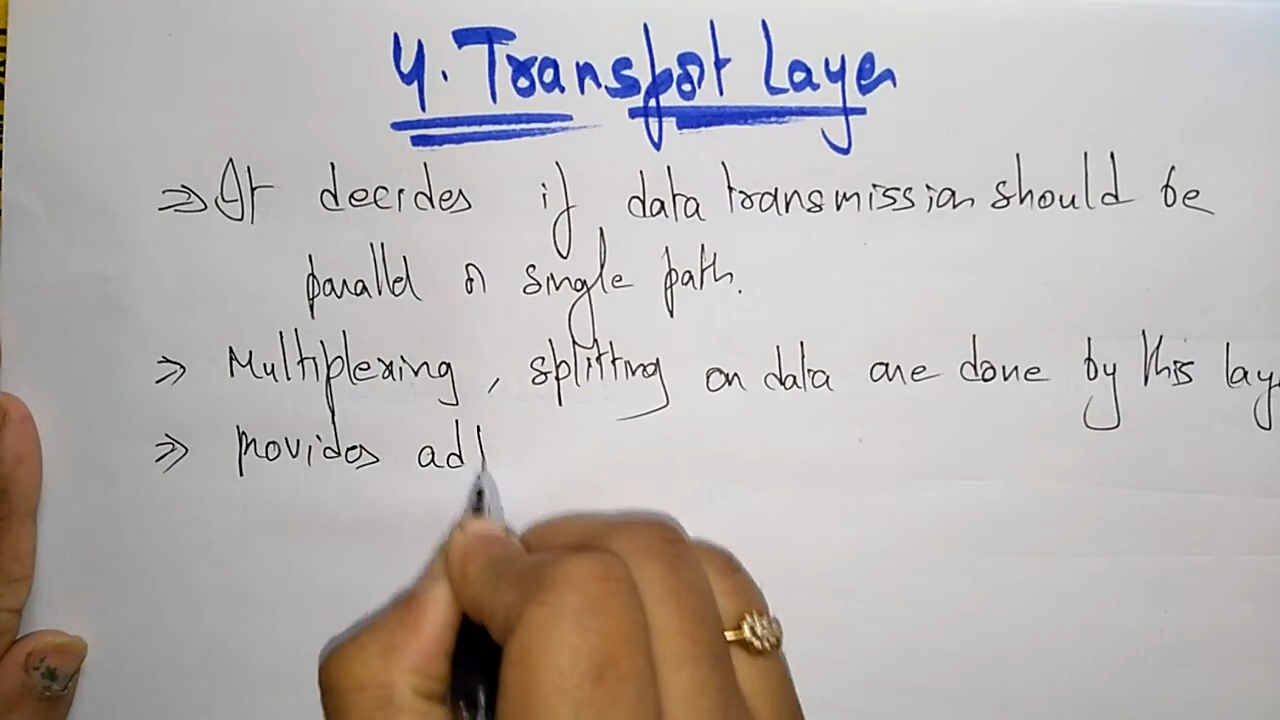 4. Transport Layer
⇒ It decides if data transmission should be
parallel or single path.
⇒ Multiplexing, splitting on data are done by this lay
⇒ provides ad